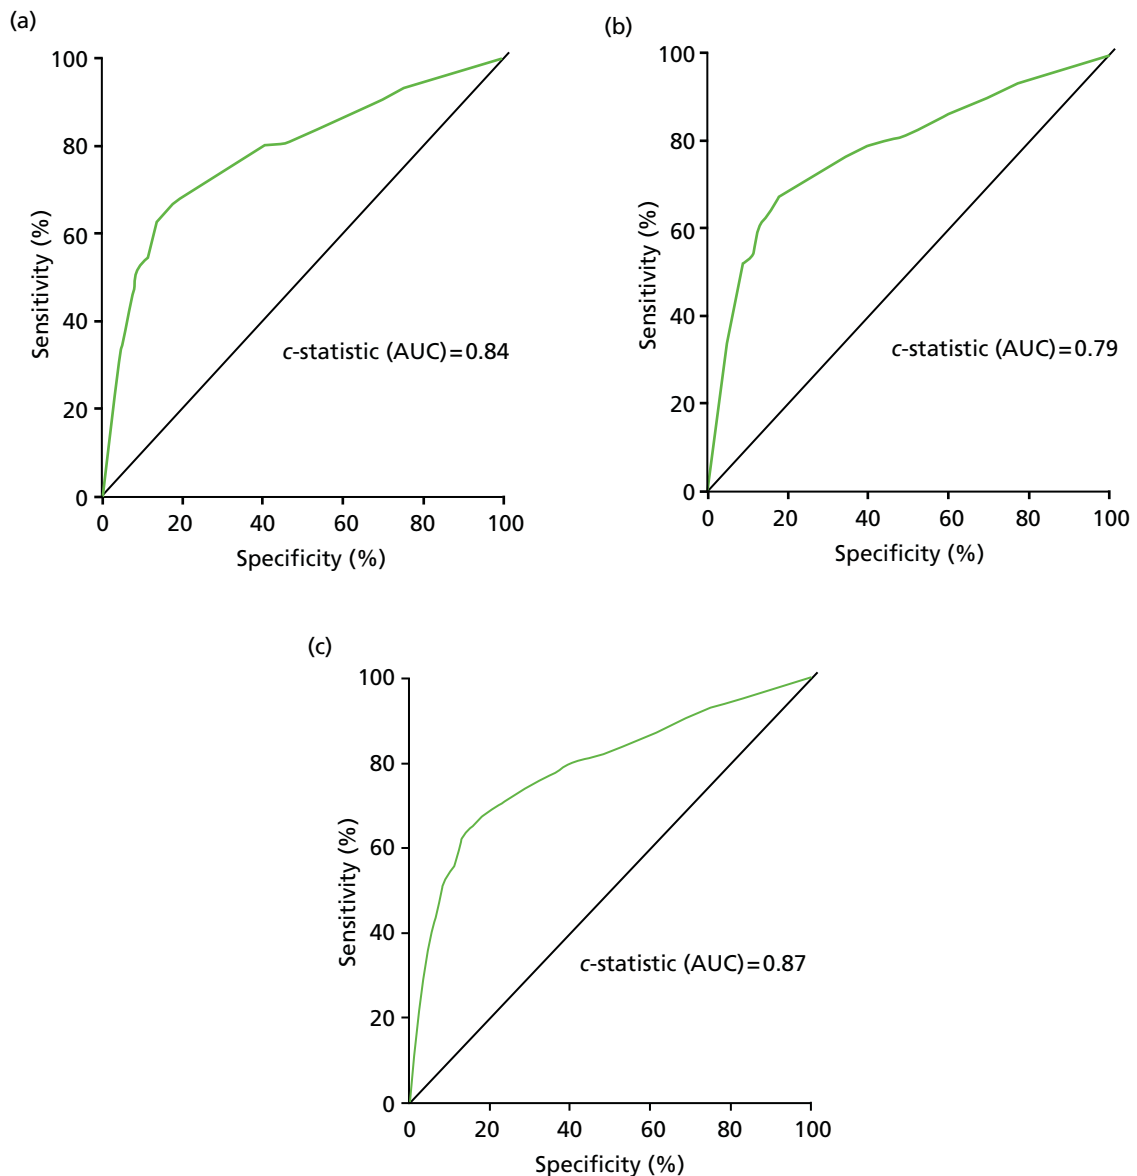 (a)
100
80
60
40
20
0
Sensitivity (%)
c-statistic (AUC)=0.84
0 20 40 60 80 100
Specificity (%)
(b)
100
80
60
40
20
0
Sensitivity (%)
c-statistic (AUC)=0.79
0 20 40 60 80 100
Specificity (%)
(c)
100
80
60
40
20
0
Sensitivity (%)
c-statistic (AUC)=0.87
0 20 40 60 80 100
Specificity (%)